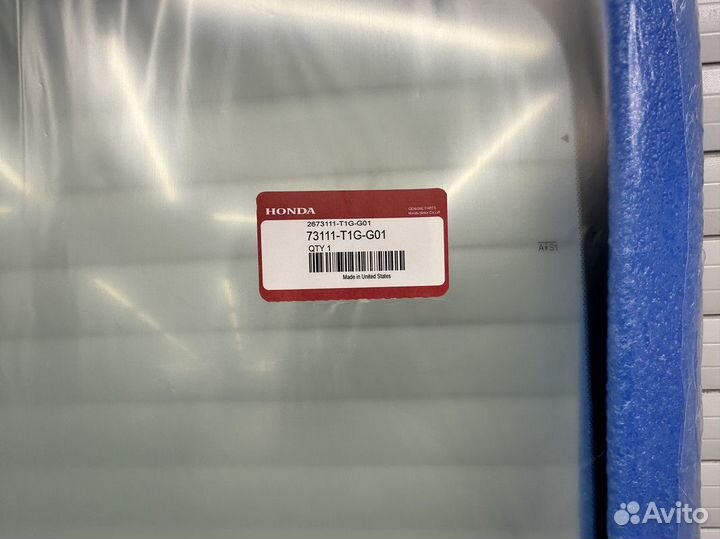 HONDA
GENUINE PARTS
Honda Motor Co.,LTD
2673111-T1G-G01
73111-T1G-G01
QTY 1
Made in United States
AS1
Avito